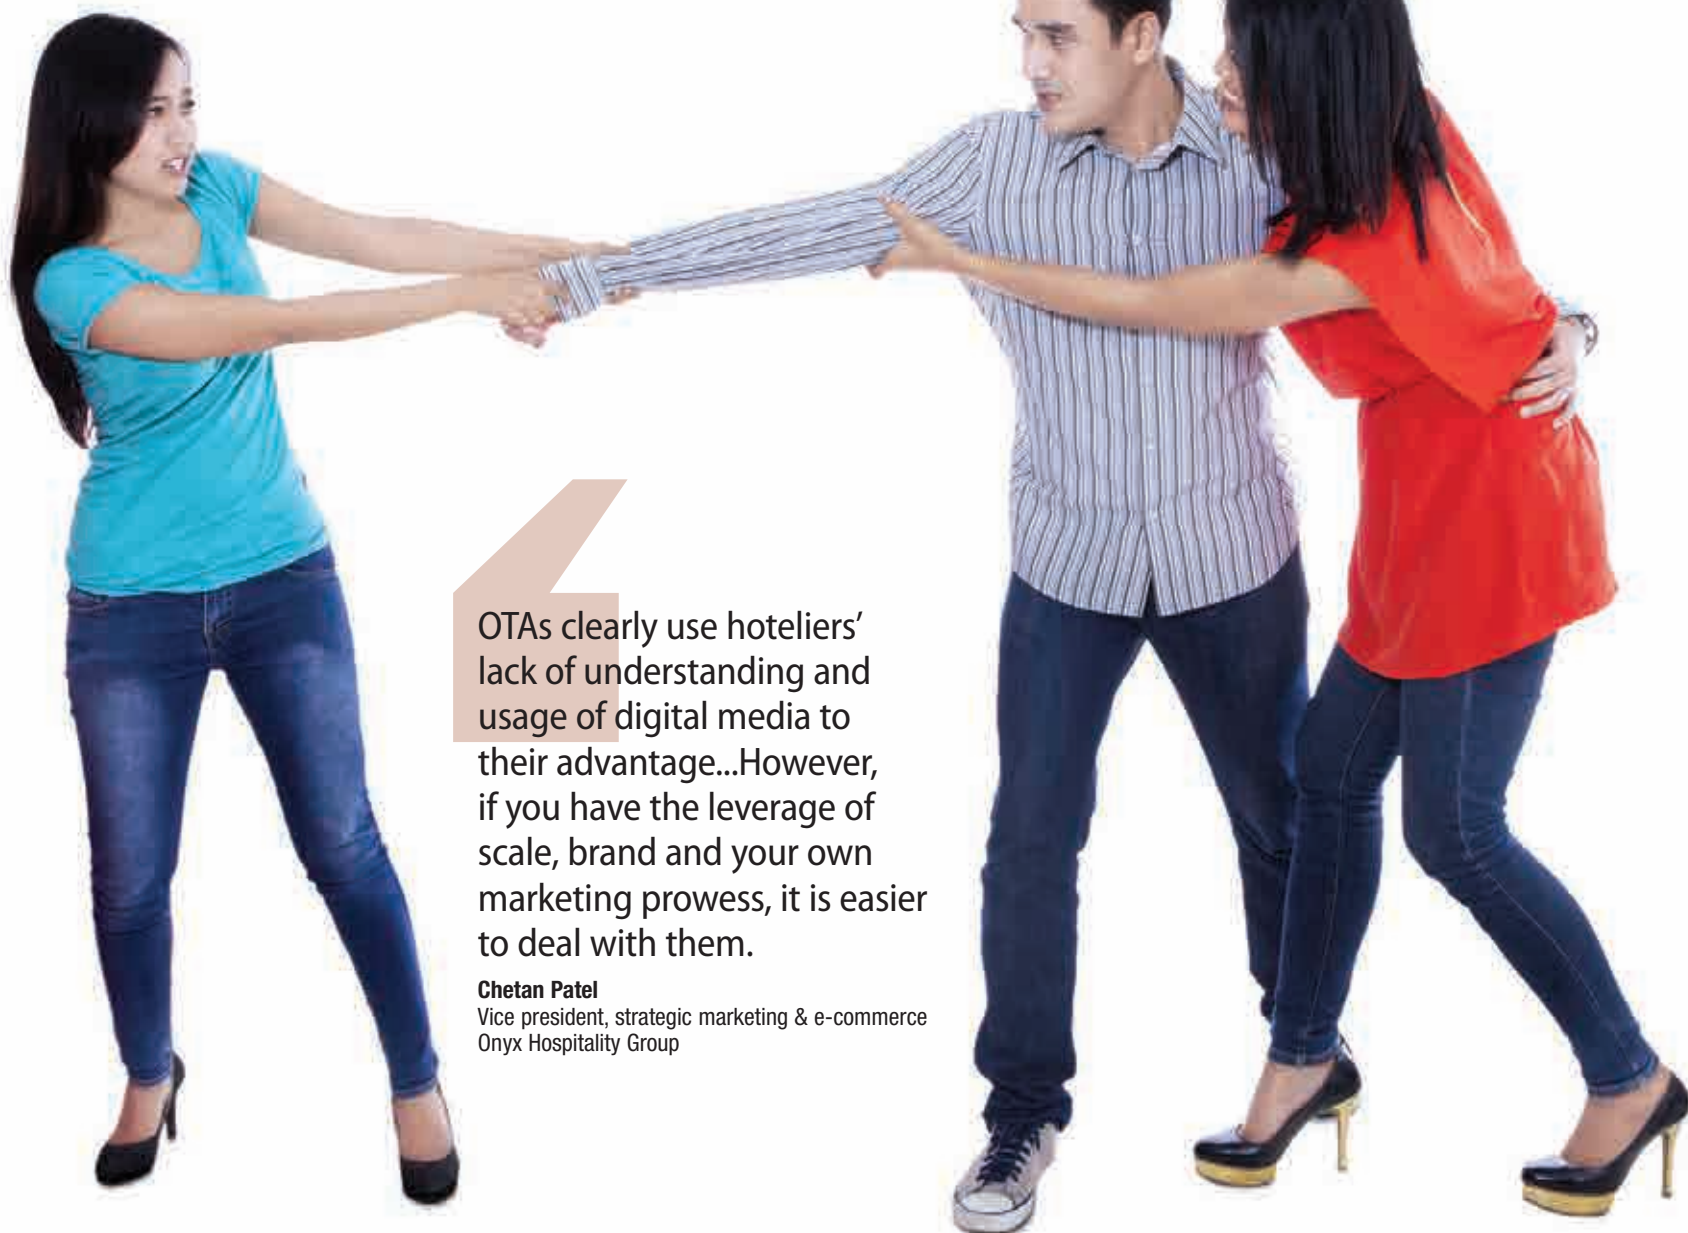 OTAs clearly use hoteliers’
lack of understanding and
usage of digital media to
their advantage...However,
if you have the leverage of
scale, brand and your own
marketing prowess, it is easier
to deal with them.
Chetan Patel
Vice president, strategic marketing & e-commerce
Onyx Hospitality Group